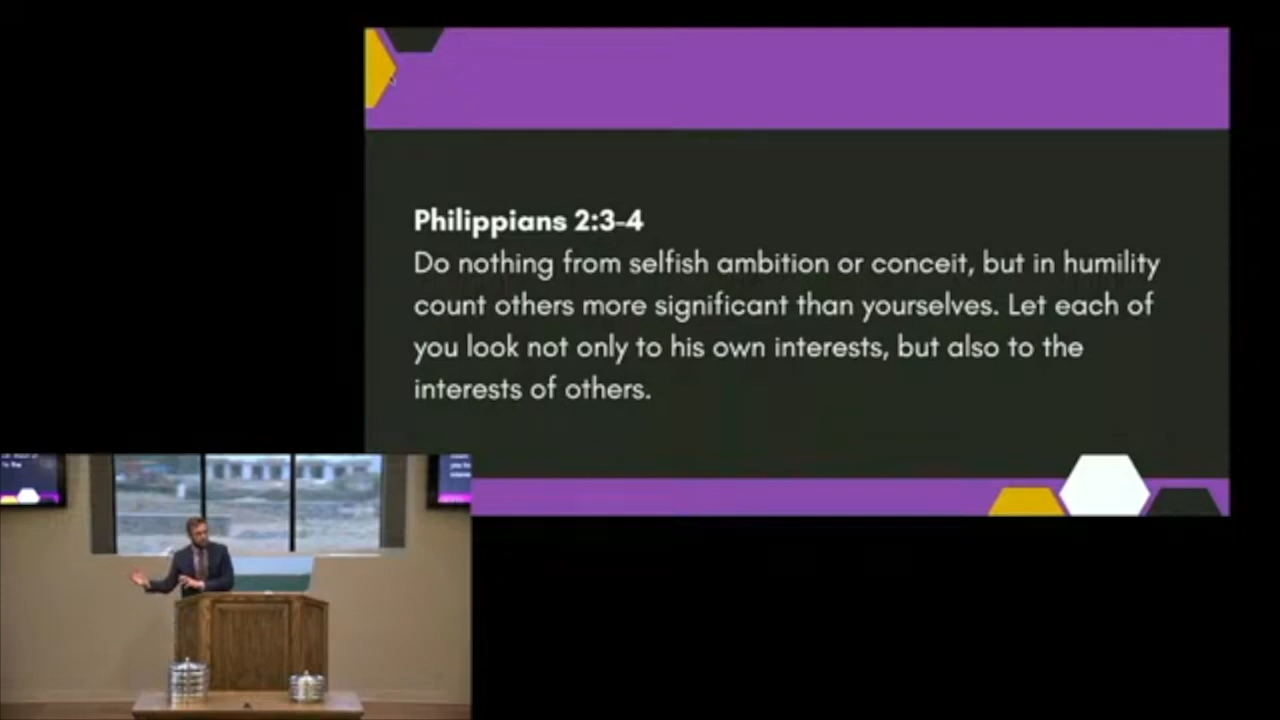 Philippians 2:3-4
Do nothing from selfish ambition or conceit, but in humility
count others more significant than yourselves. Let each of
you look not only to his own interests, but also to the
interests of others.